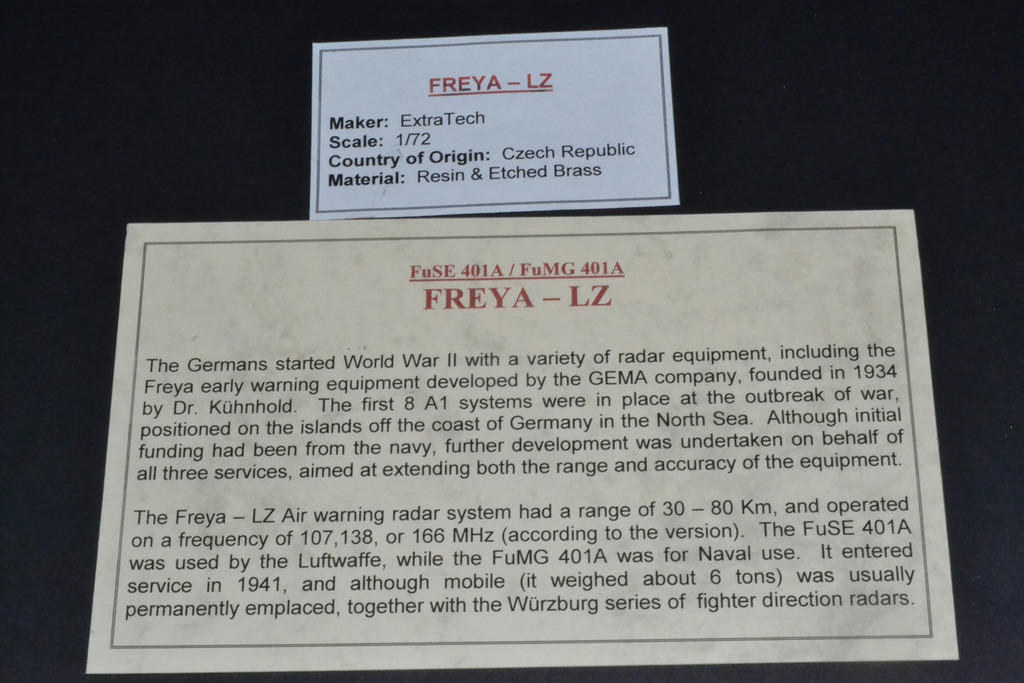 FREYA – LZ
Maker: ExtraTech
Scale: 1/72
Country of Origin: Czech Republic
Material: Resin & Etched Brass
FuSE 401A / FuMG 401A
FREYA – LZ
The Germans started World War II with a variety of radar equipment, including the
Freya early warning equipment developed by the GEMA company, founded in 1934
by Dr. Kühnhold. The first 8 A1 systems were in place at the outbreak of war,
positioned on the islands off the coast of Germany in the North Sea. Although initial
funding had been from the navy, further development was undertaken on behalf of
all three services, aimed at extending both the range and accuracy of the equipment.
The Freya – LZ Air warning radar system had a range of 30 – 80 Km, and operated
on a frequency of 107,138, or 166 MHz (according to the version). The FuSE 401A
was used by the Luftwaffe, while the FuMG 401A was for Naval use. It entered
service in 1941, and although mobile (it weighed about 6 tons) was usually
permanently emplaced, together with the Würzburg series of fighter direction radars.